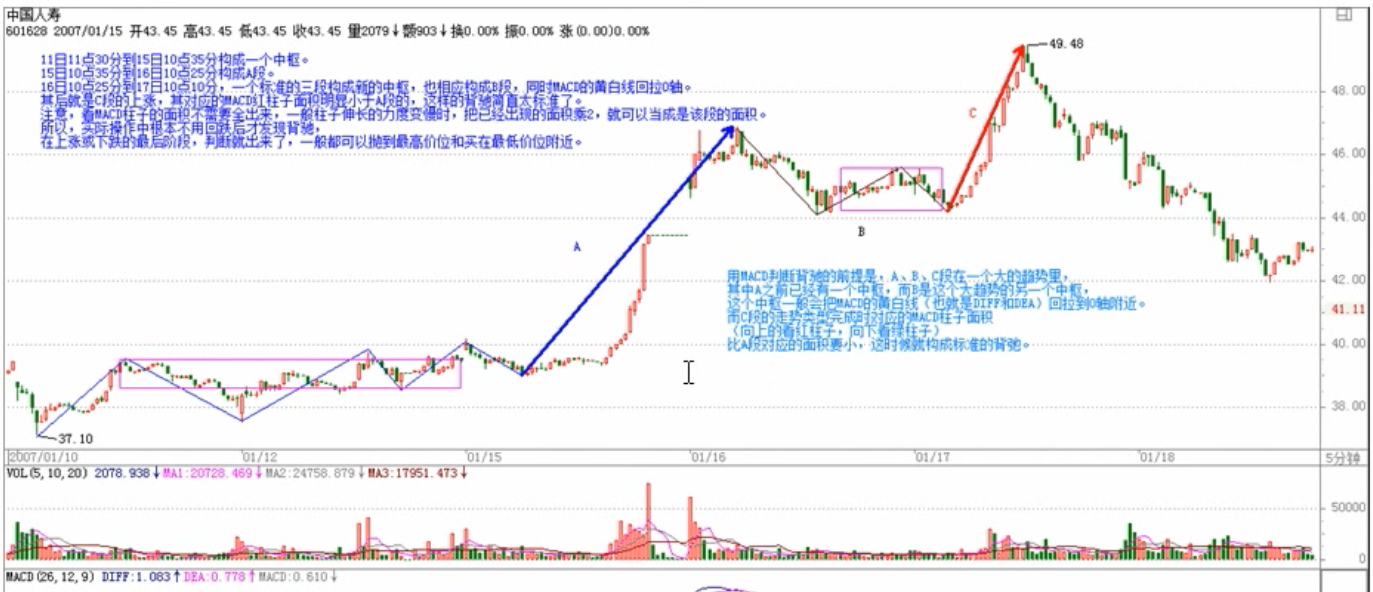 中国人寿
601628 2007/01/15 开43.45 高43.45 低43.45 收43.45 量2079↓额903↓换0.00% 振0.00% 涨(0.00)0.00%
11日11点30分到15日10点35分构成一个中枢。
15日10点35到16日10点25分构成A段。
16日10点25分到17日10点10分，一个标准的三段构成新的中枢，也相应构成B段，同时MACD的黄白线回拉0轴。
其后就是C段的上涨，其对应的MACD红柱子面积明显小于A段的，这样的背驰简直太标准了。
注意，看MACD柱子的面积不需要全出来，一般柱子伸长的力度变慢时，把已经出现的面积乘2，就可以当成是该段的面积。
所以，实际操作中根本不用回跌后才发现背驰，
在上涨或下跌的最后阶段，判断就出来了，一般都可以抛到最高价位和买在最低价位附近。
49.48
C
48.00
46.00
A
B
44.00
用MACD判断背驰的前提是，A、B、C段在一个大的趋势里，
其中A之前已经有一个中枢，而B是这个大趋势的另一个中枢，
这个中枢一般会把MACD的黄白线（也就是DIFF和DEA）回拉到0轴附近。
而C段的走势类型完成时对应的MACD柱子面积
（向上的看红柱子，向下看绿柱子）
比A段对应的面积要小，这时候就构成标准的背驰。
42.00
41.11
40.00
38.00
37.10
2007/01/10 01/12 01/15 01/16 01/17 01/18 5分钟
VOL(5,10,20) 2078.938↓ MA1:20728.469↓ MA2:24758.879↓ MA3:17951.473↓
50000
0
MACD(26,12,9) DIFF:1.083↑ DEA:0.778↑ MACD:0.610↓